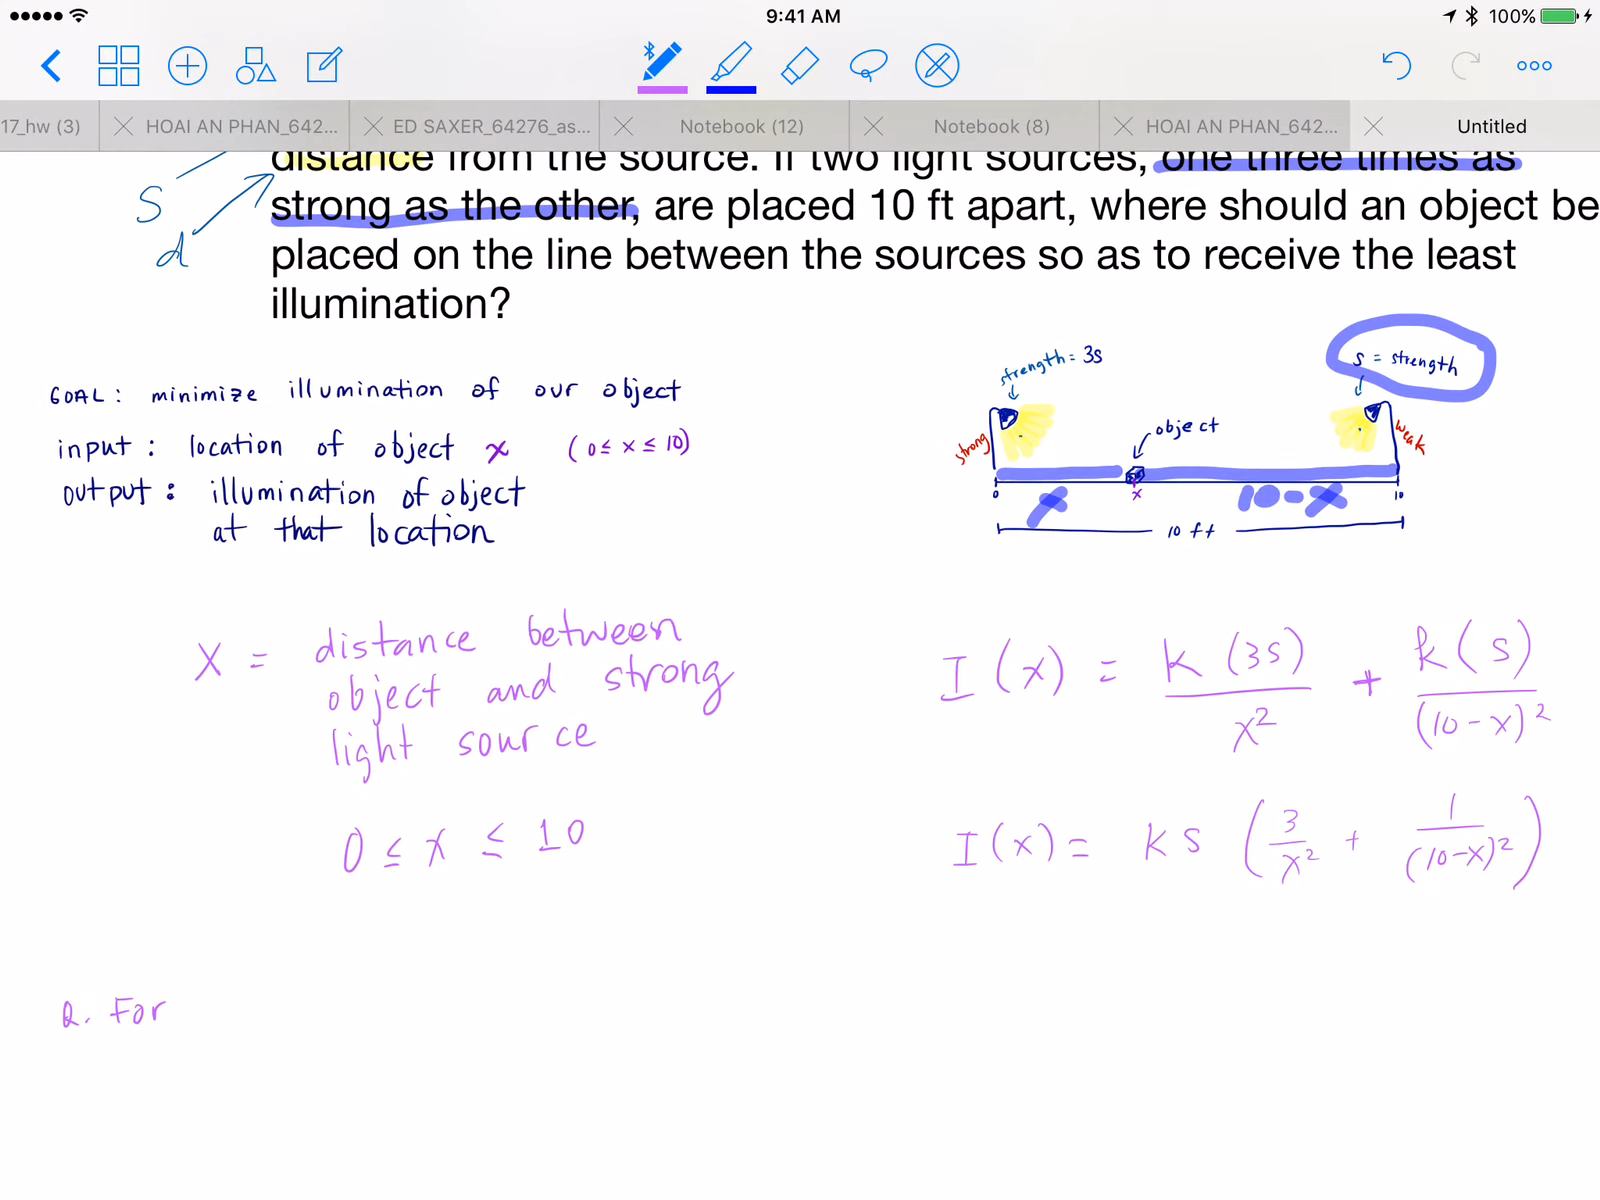 9:41 AM
100%
17_hw (3)
HOAI AN PHAN_642...
ED SAXER_64276_as...
Notebook (12)
Notebook (8)
HOAI AN PHAN_642...
Untitled
distance from the source. If two light sources, one three times as
strong as the other, are placed 10 ft apart, where should an object be
placed on the line between the sources so as to receive the least
illumination?
S
d
strength = 3s
s = strength
GOAL: minimize illumination of our object
input: location of object x (0 ≤ x ≤ 10)
output: illumination of object
at that location
strong
object
weak
0
x
x
10-x
10
10 ft
X = distance between
object and strong
light source
0 ≤ x ≤ 10
I(x) = k(3s)/x² + k(s)/(10-x)²
I(x) = ks (3/x² + 1/(10-x)²)
Q. For